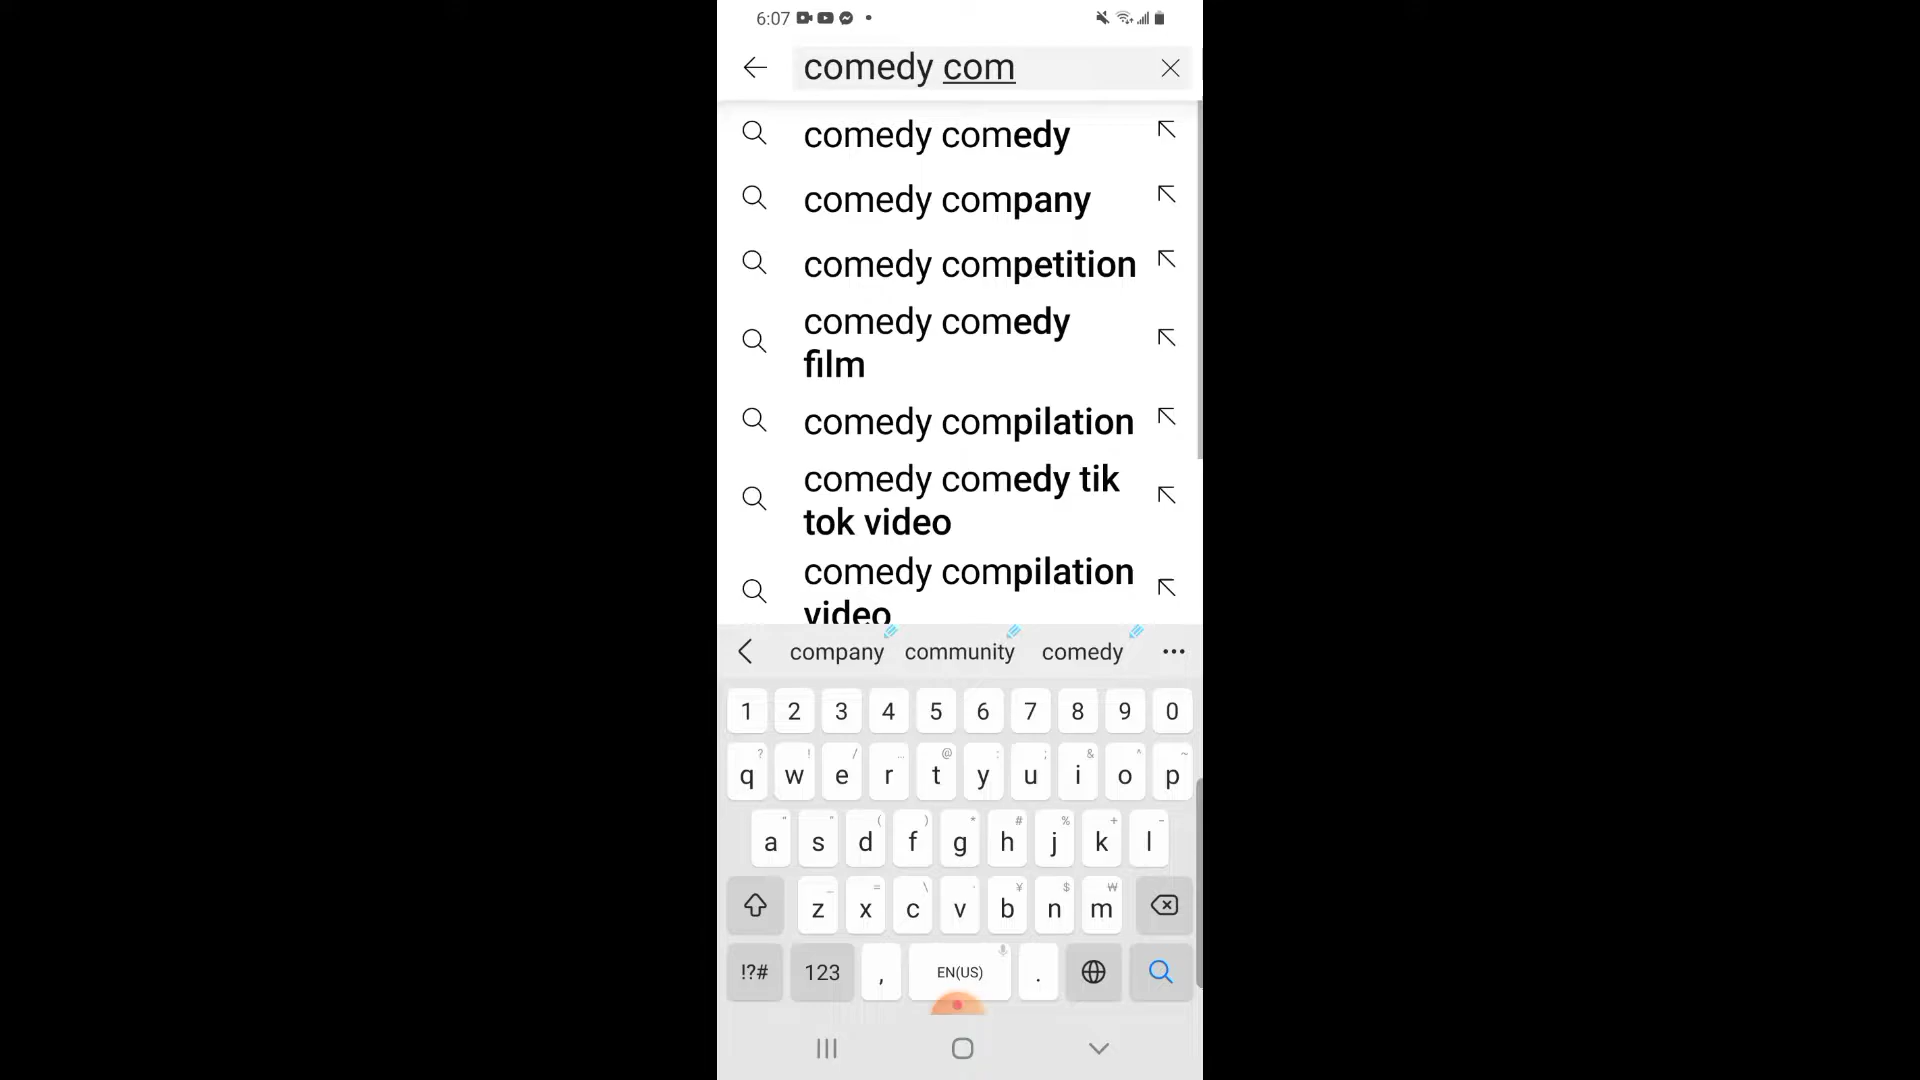 6:07
comedy com
comedy comedy
comedy company
comedy competition
comedy comedy
film
comedy compilation
comedy comedy tik
tok video
comedy compilation
video
company community comedy
1 2 3 4 5 6 7 8 9 0
? ! / ... @ : ; & ^ ~
q w e r t y u i o p
" " ( ) * # % + -
a s d f g h j k l
_ = \ · ¥ $ ₩
z x c v b n m
!?# 123 , EN(US) .